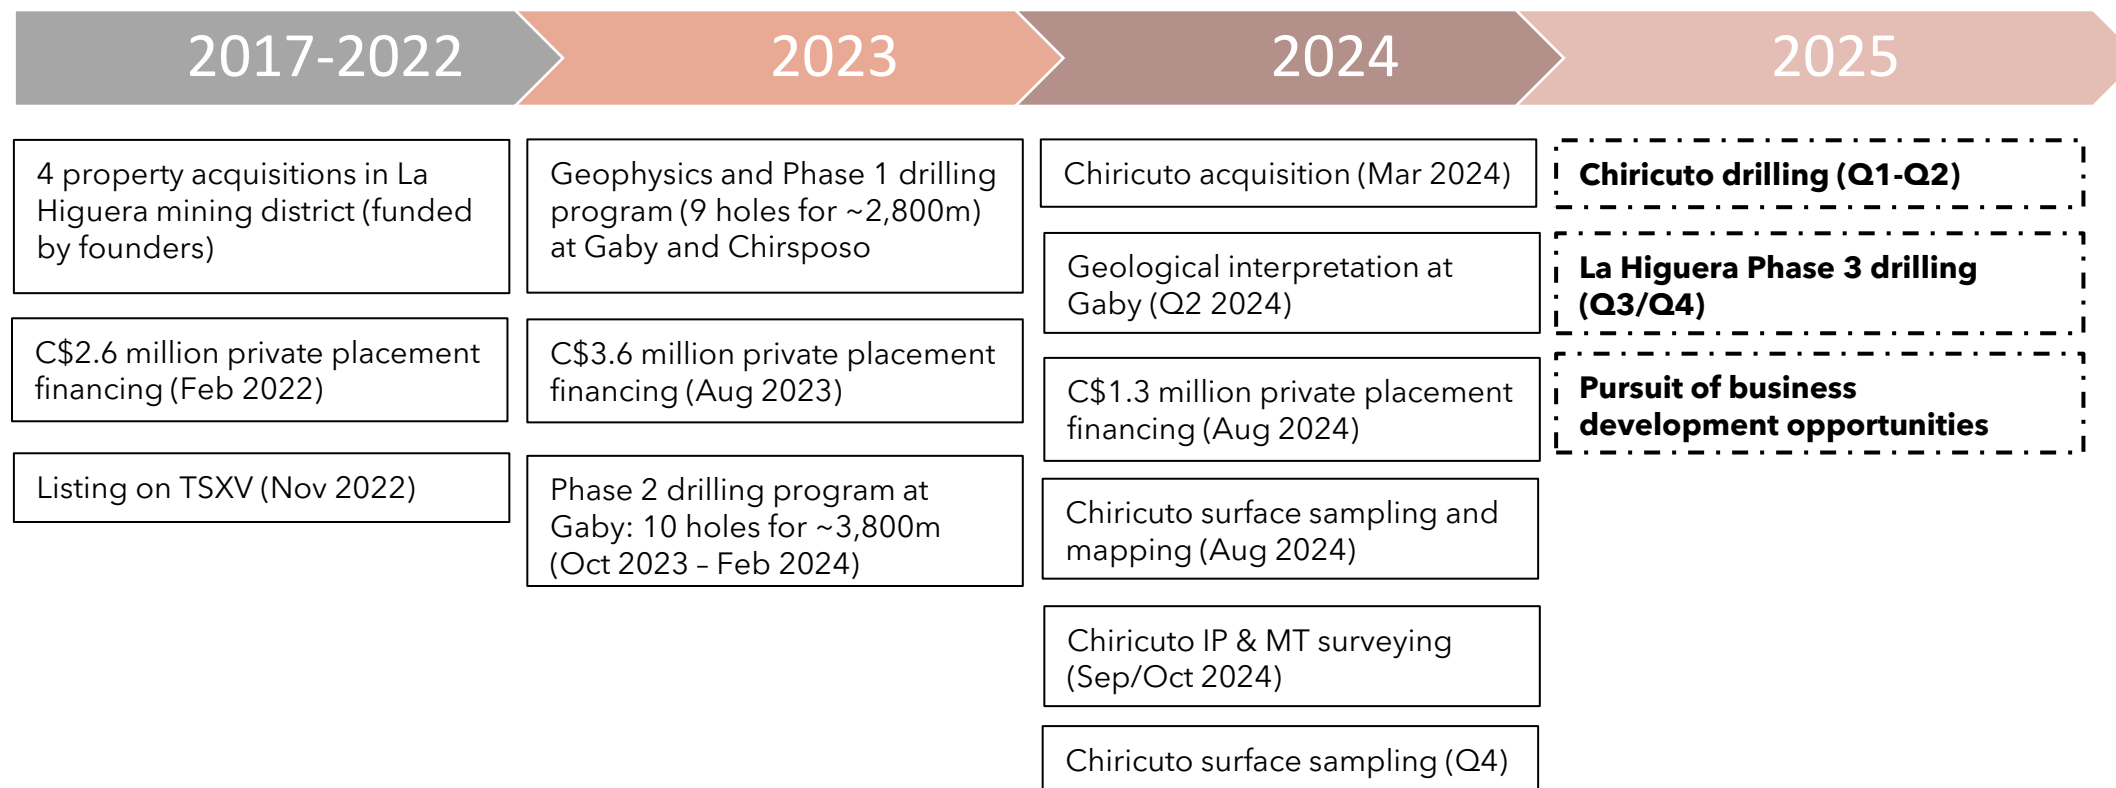 2017-2022
2023
2024
2025
4 property acquisitions in La
Higuera mining district (funded
by founders)
C$2.6 million private placement
financing (Feb 2022)
Listing on TSXV (Nov 2022)
Geophysics and Phase 1 drilling
program (9 holes for ~2,800m)
at Gaby and Chirsposo
C$3.6 million private placement
financing (Aug 2023)
Phase 2 drilling program at
Gaby: 10 holes for ~3,800m
(Oct 2023 – Feb 2024)
Chiricuto acquisition (Mar 2024)
Geological interpretation at
Gaby (Q2 2024)
C$1.3 million private placement
financing (Aug 2024)
Chiricuto surface sampling and
mapping (Aug 2024)
Chiricuto IP & MT surveying
(Sep/Oct 2024)
Chiricuto surface sampling (Q4)
Chiricuto drilling (Q1-Q2)
La Higuera Phase 3 drilling
(Q3/Q4)
Pursuit of business
development opportunities